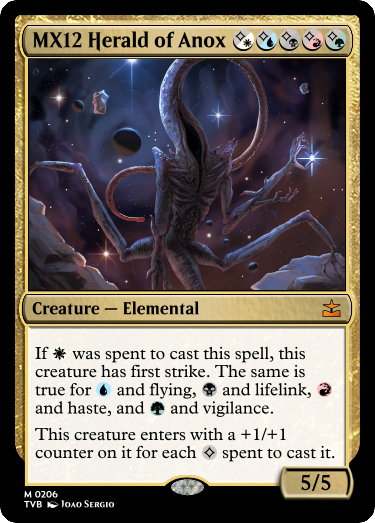 MX12 Herald of Anox
Creature — Elemental
If was spent to cast this spell, this
creature has first strike. The same is
true for and flying, and lifelink,
and haste, and and vigilance.
This creature enters with a +1/+1
counter on it for each spent to cast it.
5/5
M 0206
TVB Joao Sergio